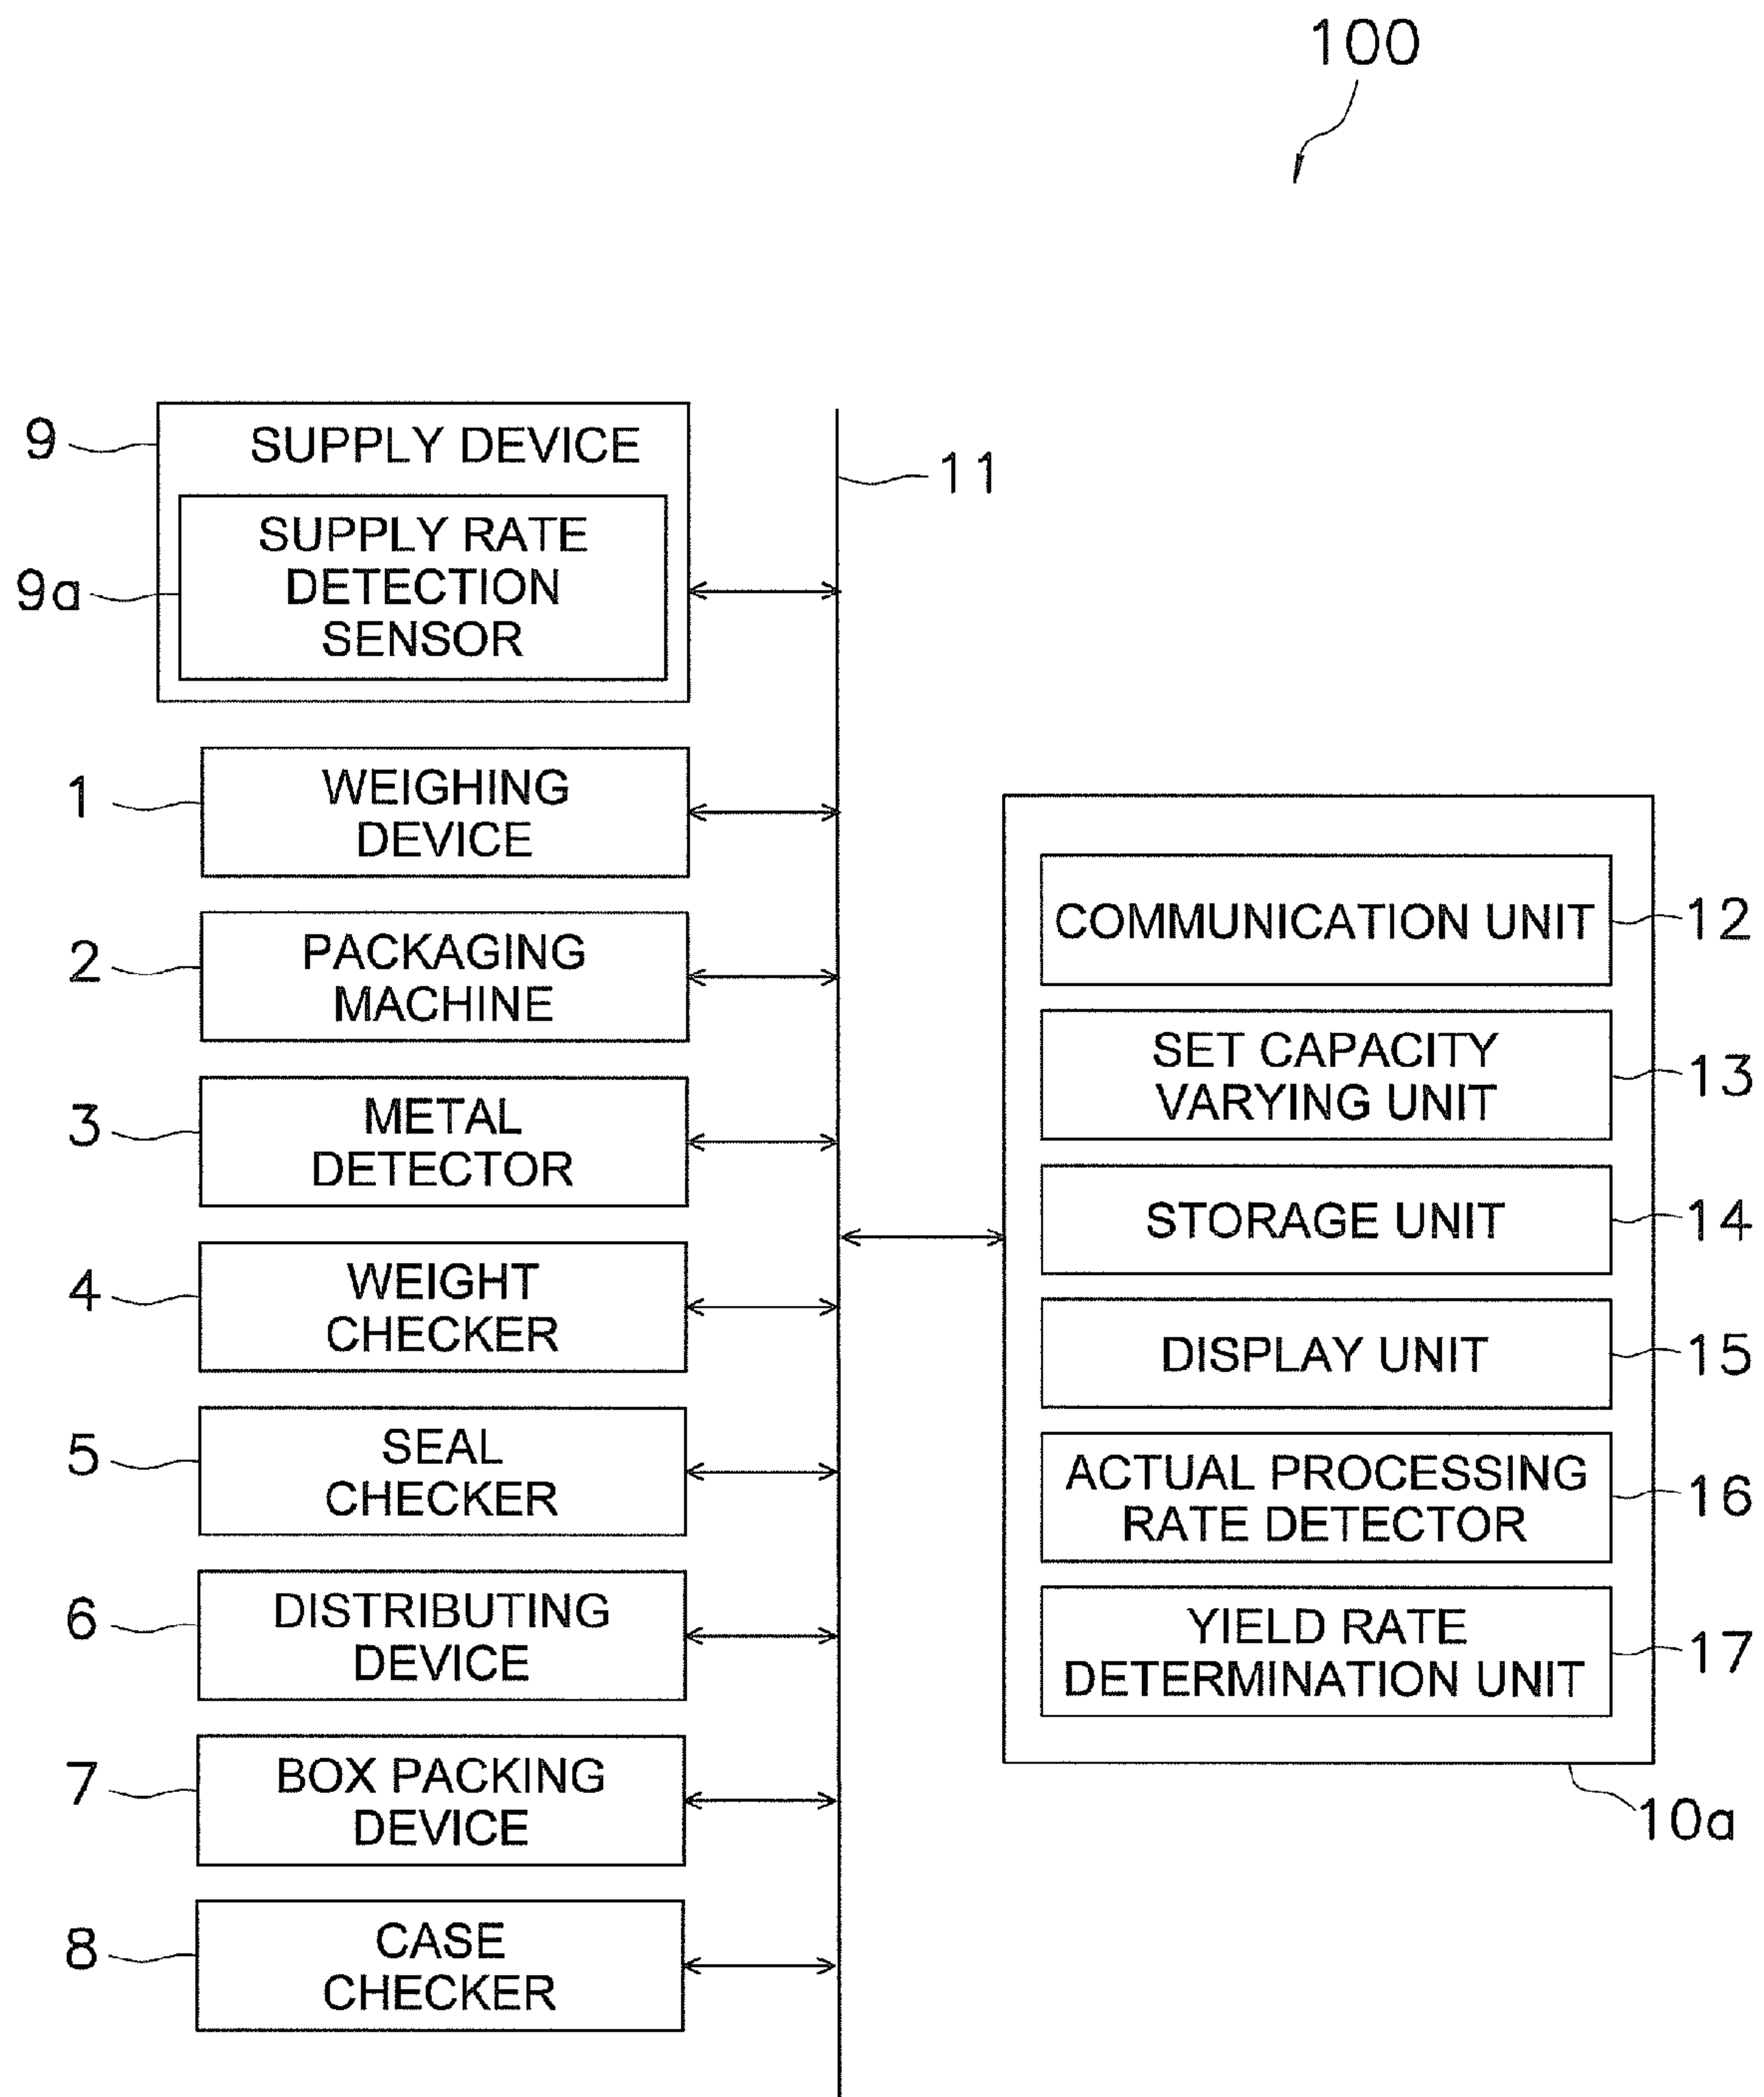 100
9
SUPPLY DEVICE
11
9a
SUPPLY RATE
DETECTION
SENSOR
1
WEIGHING
DEVICE
2
PACKAGING
MACHINE
3
METAL
DETECTOR
4
WEIGHT
CHECKER
5
SEAL
CHECKER
6
DISTRIBUTING
DEVICE
7
BOX PACKING
DEVICE
8
CASE
CHECKER
COMMUNICATION UNIT
12
SET CAPACITY
VARYING UNIT
13
STORAGE UNIT
14
DISPLAY UNIT
15
ACTUAL PROCESSING
RATE DETECTOR
16
YIELD RATE
DETERMINATION UNIT
17
10a